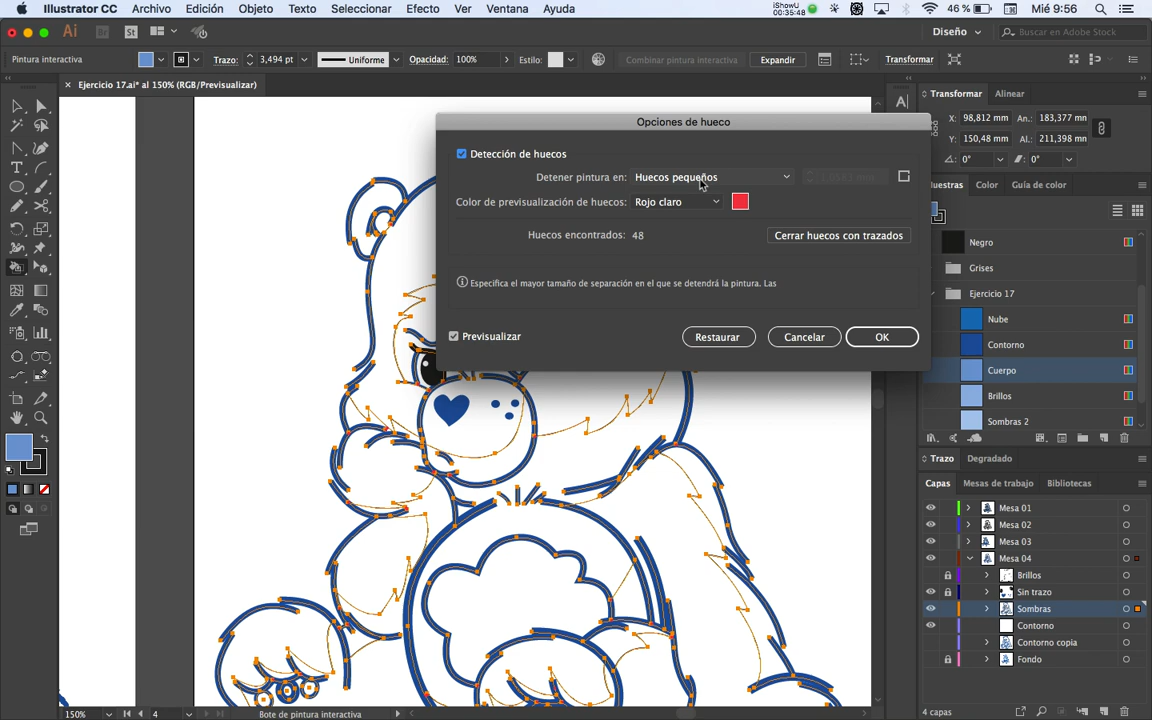 Illustrator CC Archivo Edición Objeto Texto Seleccionar Efecto Ver Ventana Ayuda iShowU 00:35:48 46 % Mié 9:56
Ai Br St Diseño Buscar en Adobe Stock
Pintura interactiva Trazo: 3,494 pt Uniforme Opacidad: 100% Estilo: Combinar pintura interactiva Expandir Transformar
× Ejercicio 17.ai* al 150% (RGB/Previsualizar)
Transformar Alinear
X: 98,812 mm An.: 183,377 mm
Y: 150,48 mm Al.: 211,398 mm
0° 0°
Opciones de hueco
Detección de huecos
Detener pintura en: Huecos pequeños
Color de previsualización de huecos: Rojo claro
Huecos encontrados: 48 Cerrar huecos con trazados
Especifica el mayor tamaño de separación en el que se detendrá la pintura. Las
Previsualizar Restaurar Cancelar OK
Color Guía de color
Negro
Grises
Ejercicio 17
Nube
Contorno
Cuerpo
Brillos
Sombras 2
Trazo Degradado
Capas Mesas de trabajo Bibliotecas
Mesa 01
Mesa 02
Mesa 03
Mesa 04
Brillos
Sin trazo
Sombras
Contorno
Contorno copia
Fondo
4 capas
150% 4 Bote de pintura interactiva